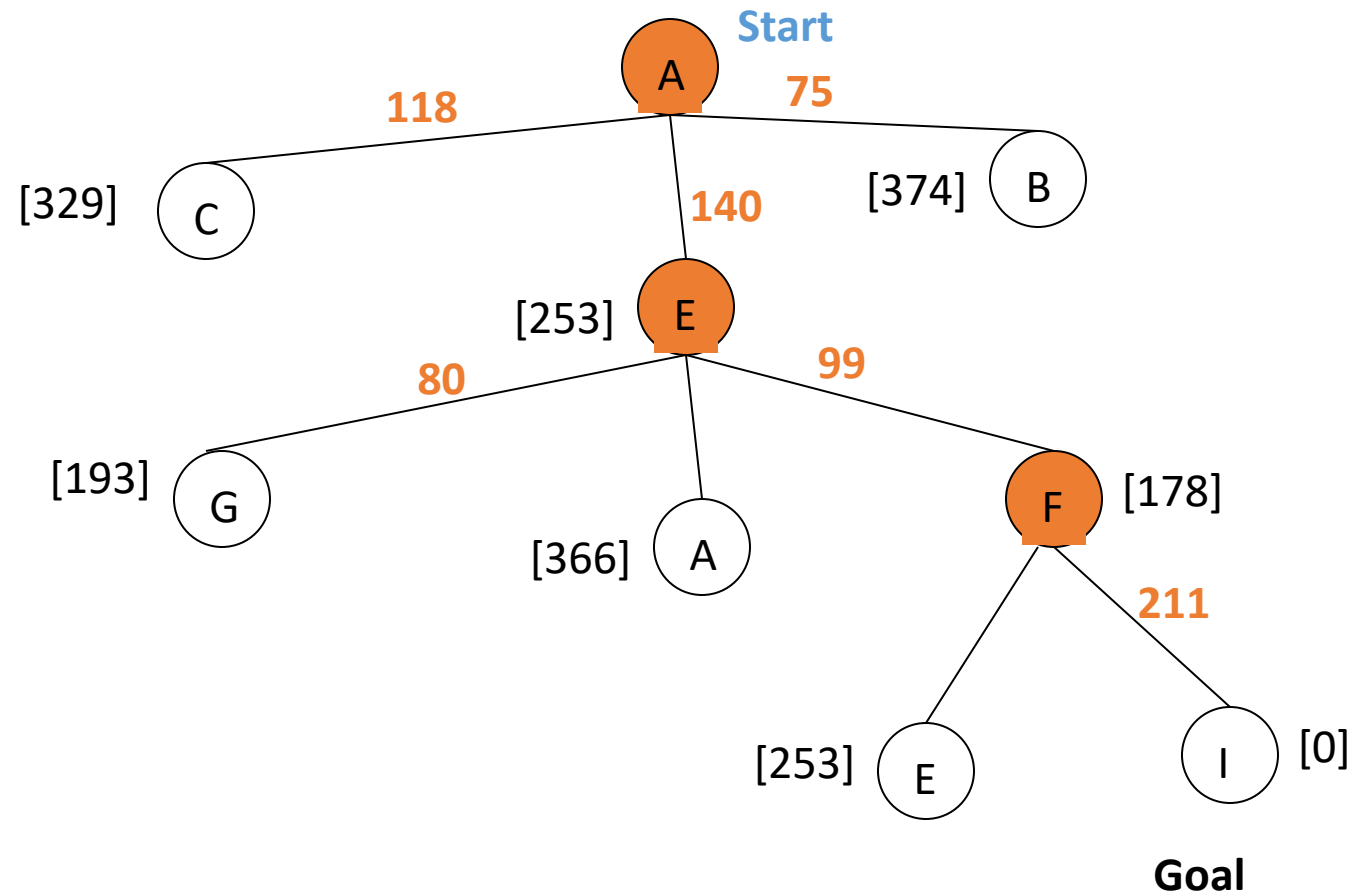 Start
A
118
75
[329]
C
140
[374]
B
[253]
E
80
99
[193]
G
[366]
A
F
[178]
211
[253]
E
I
[0]
Goal